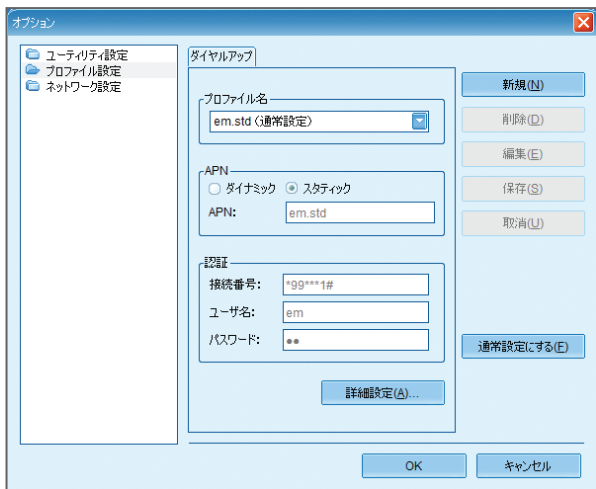 オプション
ユーティリティ設定
プロファイル設定
ネットワーク設定
ダイヤルアップ
プロファイル名
em.std (通常設定)
APN
ダイナミック スタティック
APN: em.std
認証
接続番号: *99***1#
ユーザ名: em
パスワード: ●●
詳細設定(A)...
新規(N)
削除(D)
編集(E)
保存(S)
取消(U)
通常設定にする(F)
OK
キャンセル